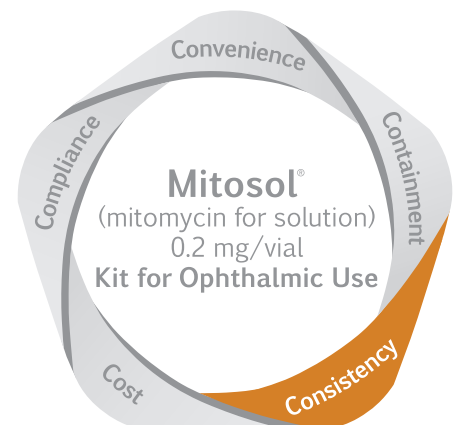 Convenience
Compliance
Containment
Mitosol®
(mitomycin for solution)
0.2 mg/vial
Kit for Ophthalmic Use
Cost
Consistency